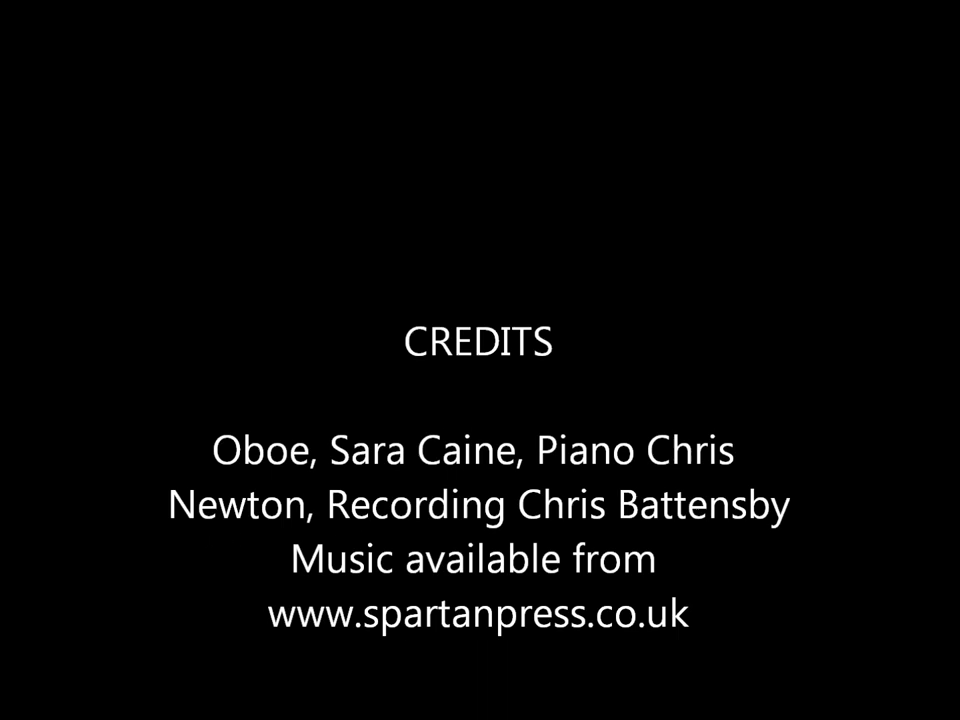 CREDITS
Oboe, Sara Caine, Piano Chris
Newton, Recording Chris Battensby
Music available from
www.spartanpress.co.uk